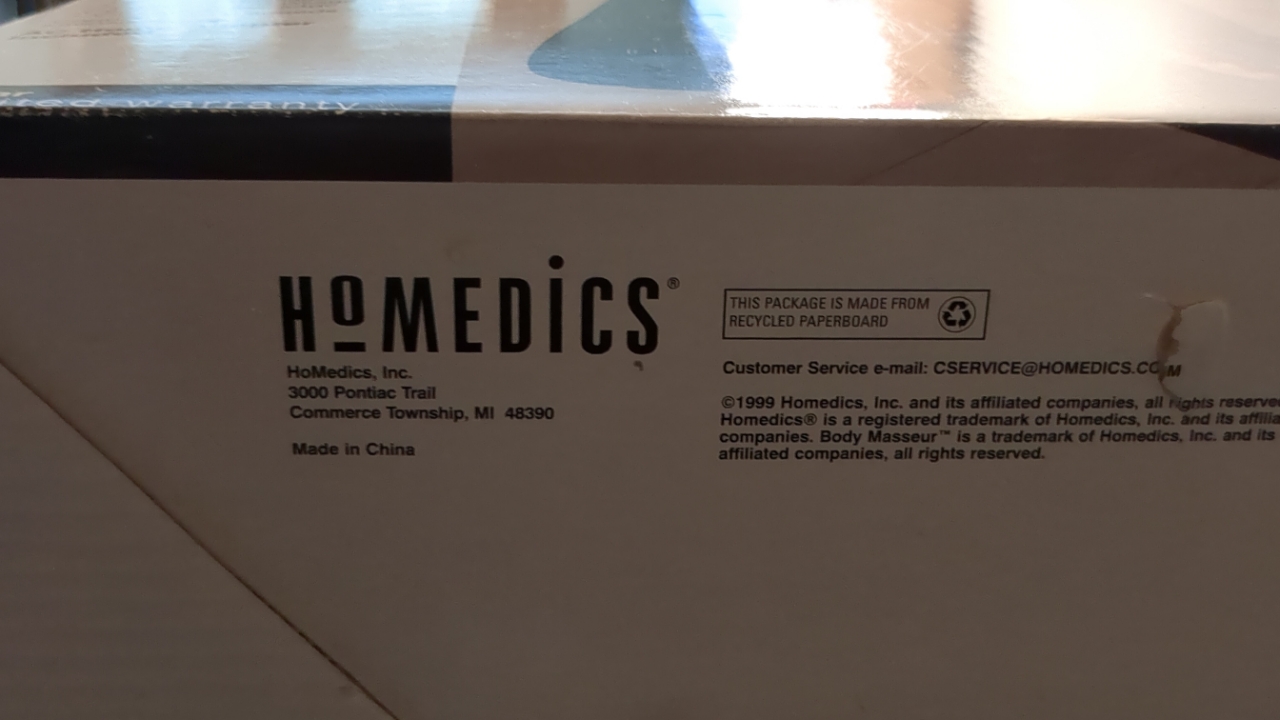 warranty
HoMEDiCS®
HoMedics, Inc.
3000 Pontiac Trail
Commerce Township, MI 48390
Made in China
THIS PACKAGE IS MADE FROM
RECYCLED PAPERBOARD
Customer Service e-mail: CSERVICE@HOMEDICS.COM
©1999 Homedics, Inc. and its affiliated companies, all rights reserve
Homedics® is a registered trademark of Homedics, Inc. and its affilia
companies. Body Masseur™ is a trademark of Homedics, Inc. and its
affiliated companies, all rights reserved.